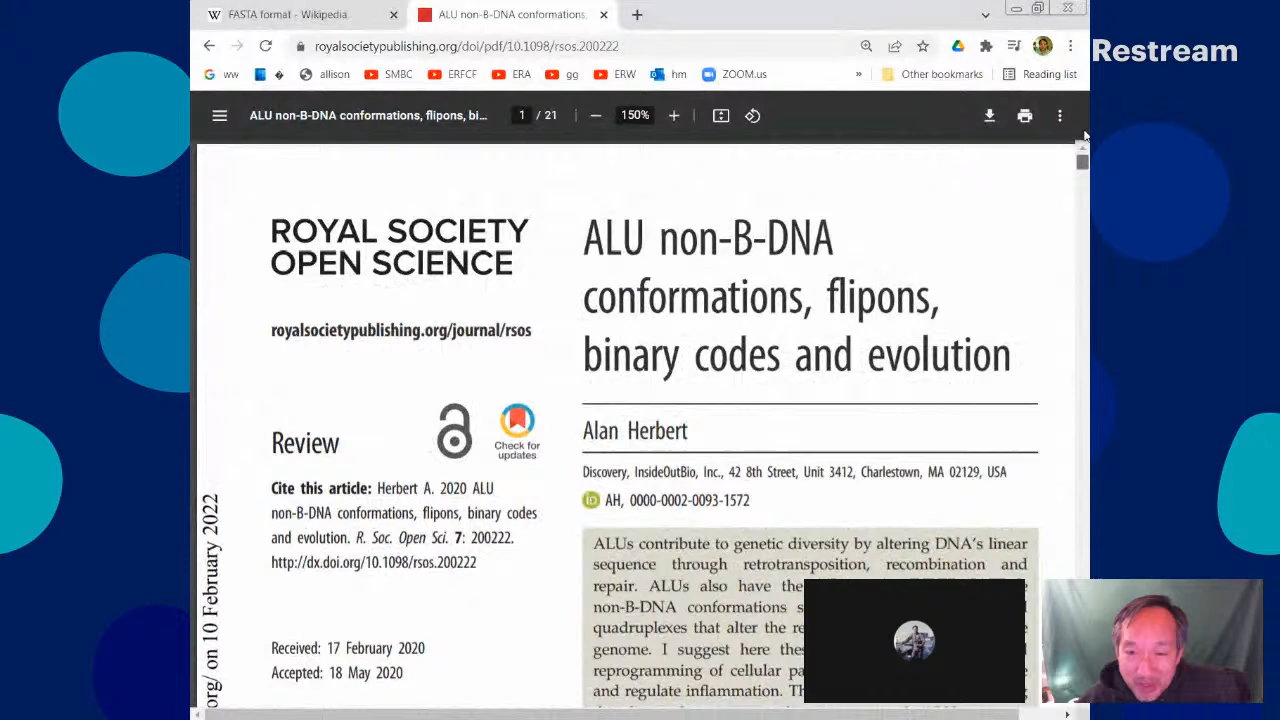 FASTA format - Wikipedia
ALU non-B-DNA conformations,
royalsocietypublishing.org/doi/pdf/10.1098/rsos.200222
Restream
ww
allison
SMBC
ERFCF
ERA
gg
ERW
hm
ZOOM.us
»
Other bookmarks
Reading list
ALU non-B-DNA conformations, flipons, bi...
1 / 21
150%
ROYAL SOCIETY
OPEN SCIENCE
royalsocietypublishing.org/journal/rsos
Review
Check for
updates
Cite this article: Herbert A. 2020 ALU
non-B-DNA conformations, flipons, binary codes
and evolution. R. Soc. Open Sci. 7: 200222.
http://dx.doi.org/10.1098/rsos.200222
Received: 17 February 2020
Accepted: 18 May 2020
org/ on 10 February 2022
ALU non-B-DNA
conformations, flipons,
binary codes and evolution
Alan Herbert
Discovery, InsideOutBio, Inc., 42 8th Street, Unit 3412, Charlestown, MA 02129, USA
iD AH, 0000-0002-0093-1572
ALUs contribute to genetic diversity by altering DNA's linear
sequence through retrotransposition, recombination and
repair. ALUs also have the
non-B-DNA conformations s
quadruplexes that alter the re
genome. I suggest here thes
reprogramming of cellular pa
and regulate inflammation. Th